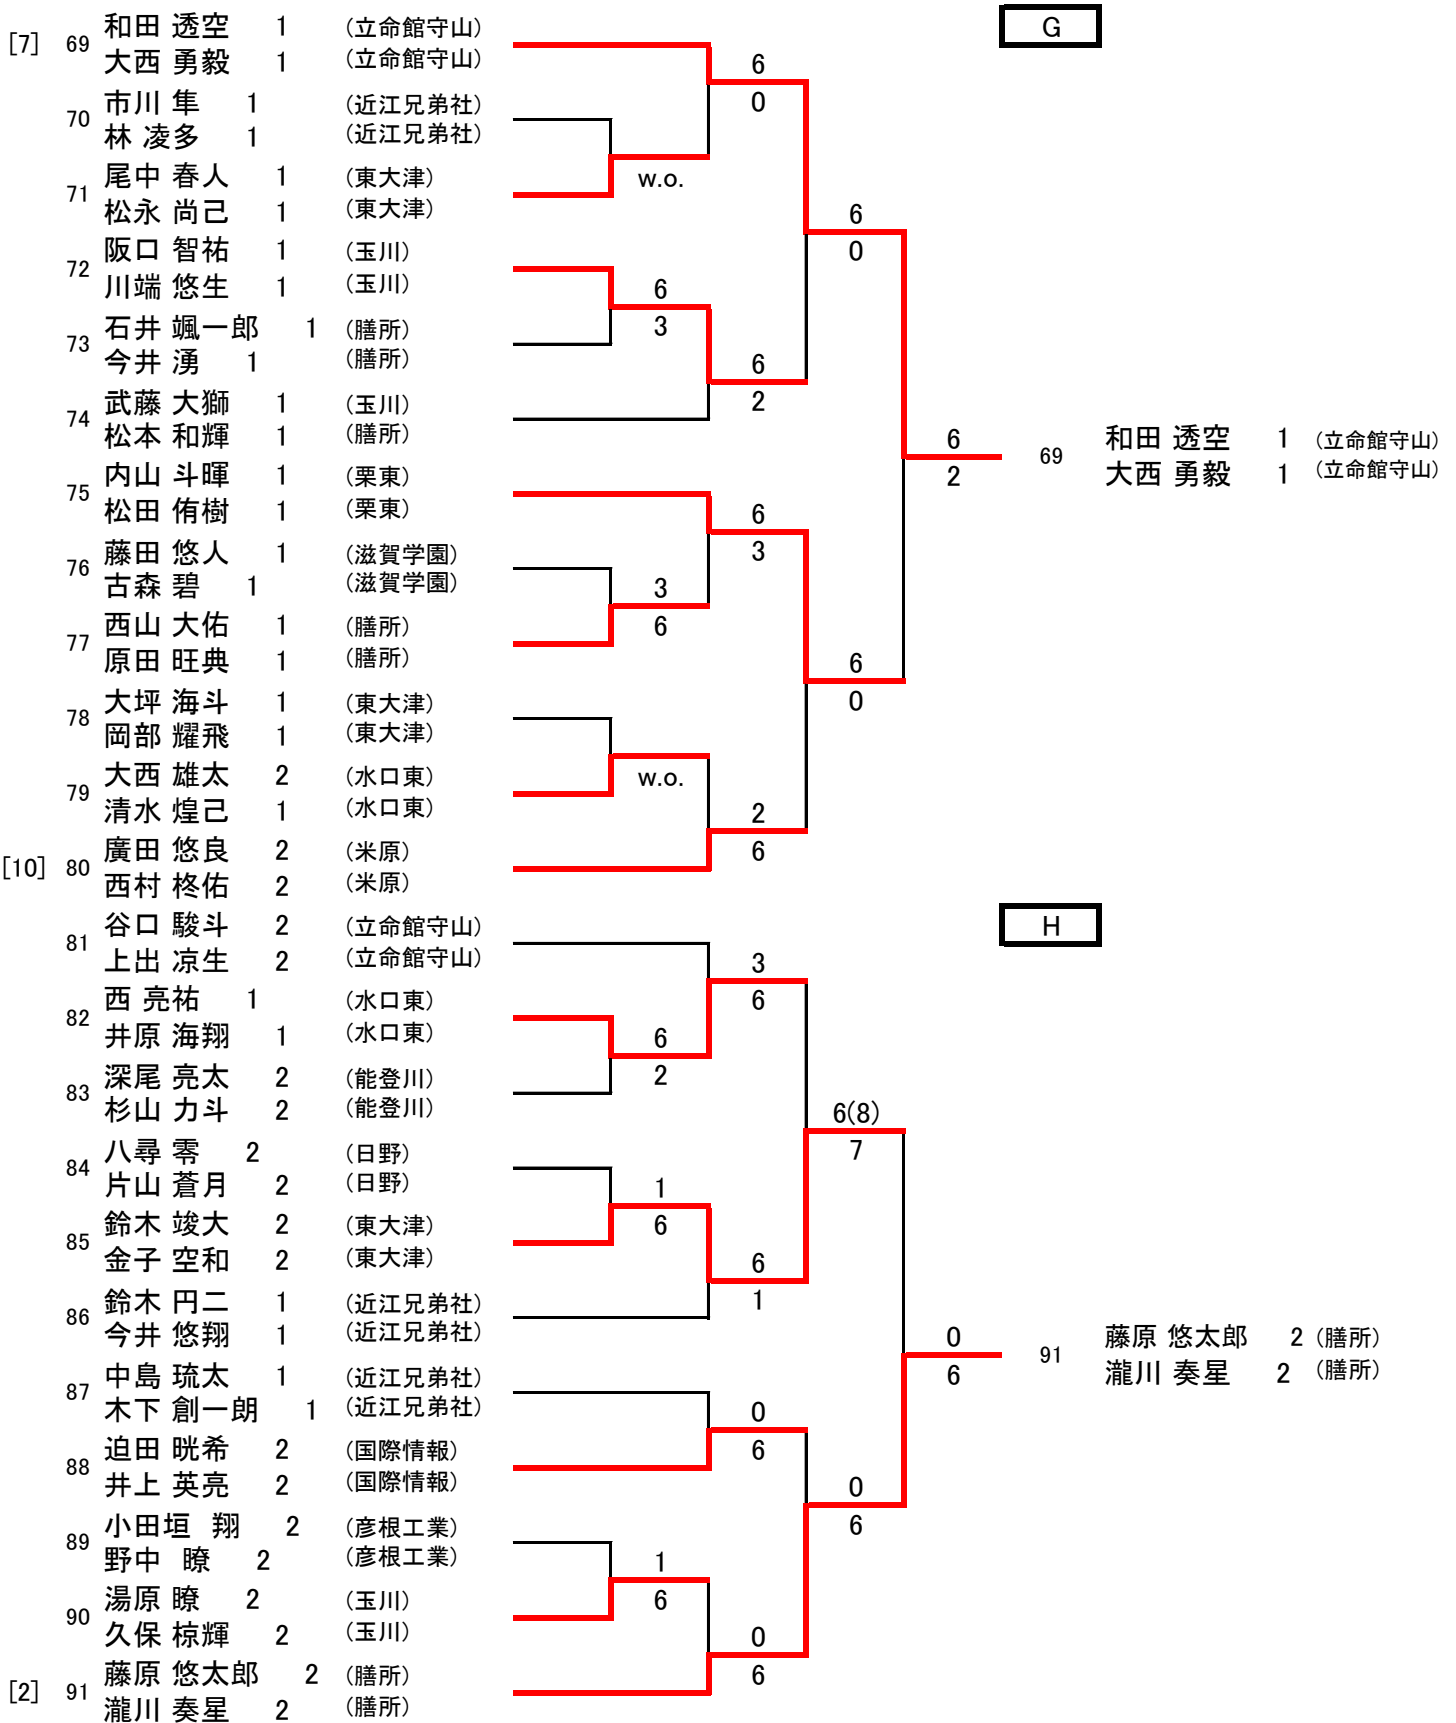 G
[7] 69 和田 透空 1 (立命館守山)
大西 勇毅 1 (立命館守山)
6
0
70 市川 隼 1 (近江兄弟社)
林 凌多 1 (近江兄弟社)
w.o.
71 尾中 春人 1 (東大津)
松永 尚己 1 (東大津)
6
0
72 阪口 智祐 1 (玉川)
川端 悠生 1 (玉川)
6
3
73 石井 颯一郎 1 (膳所)
今井 湧 1 (膳所)
6
2
74 武藤 大獅 1 (玉川)
松本 和輝 1 (膳所)
6
2
69 和田 透空 1 (立命館守山)
大西 勇毅 1 (立命館守山)
75 内山 斗暉 1 (栗東)
松田 侑樹 1 (栗東)
6
3
76 藤田 悠人 1 (滋賀学園)
古森 碧 1 (滋賀学園)
3
6
77 西山 大佑 1 (膳所)
原田 旺典 1 (膳所)
6
0
78 大坪 海斗 1 (東大津)
岡部 耀飛 1 (東大津)
w.o.
79 大西 雄太 2 (水口東)
清水 煌己 1 (水口東)
2
6
[10] 80 廣田 悠良 2 (米原)
西村 柊佑 2 (米原)
H
81 谷口 駿斗 2 (立命館守山)
上出 凉生 2 (立命館守山)
3
6
82 西 亮祐 1 (水口東)
井原 海翔 1 (水口東)
6
2
83 深尾 亮太 2 (能登川)
杉山 力斗 2 (能登川)
6(8)
7
84 八尋 零 2 (日野)
片山 蒼月 2 (日野)
1
6
85 鈴木 竣大 2 (東大津)
金子 空和 2 (東大津)
6
1
86 鈴木 円二 1 (近江兄弟社)
今井 悠翔 1 (近江兄弟社)
0
6
91 藤原 悠太郎 2 (膳所)
瀧川 奏星 2 (膳所)
87 中島 琉太 1 (近江兄弟社)
木下 創一朗 1 (近江兄弟社)
0
6
88 迫田 晄希 2 (国際情報)
井上 英亮 2 (国際情報)
0
6
89 小田垣 翔 2 (彦根工業)
野中 瞭 2 (彦根工業)
1
6
90 湯原 瞭 2 (玉川)
久保 椋輝 2 (玉川)
0
6
[2] 91 藤原 悠太郎 2 (膳所)
瀧川 奏星 2 (膳所)